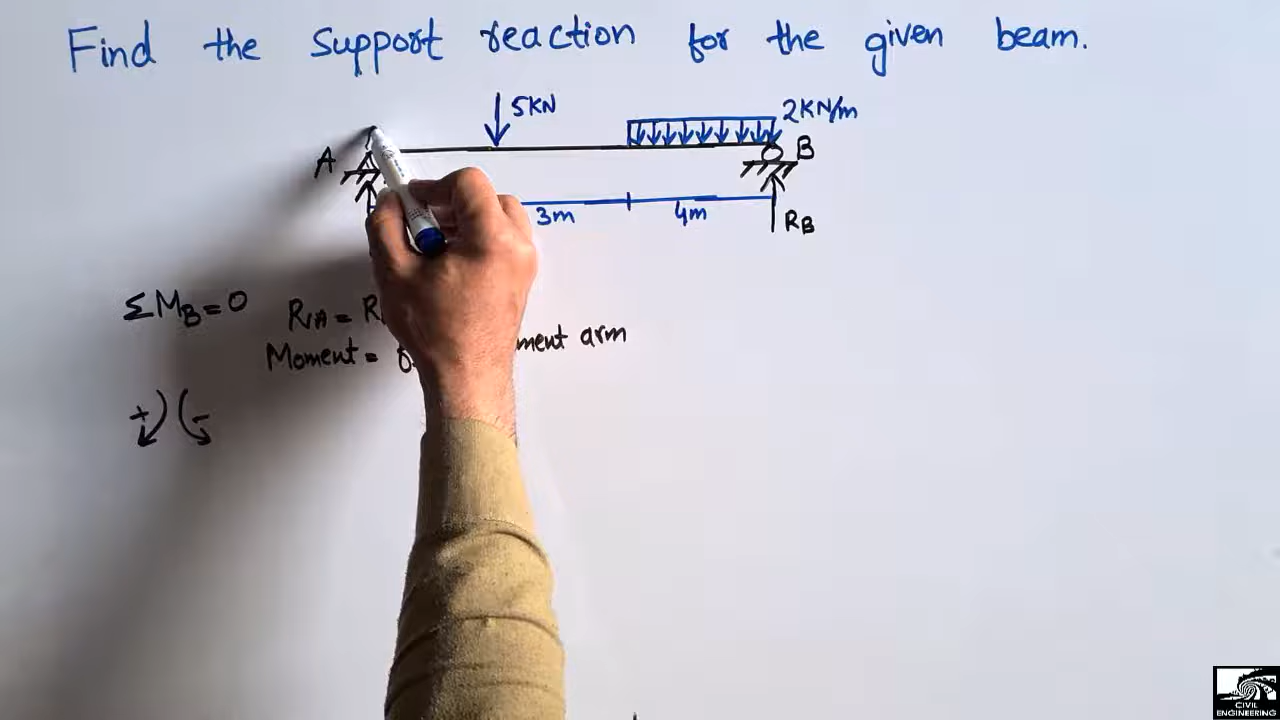 Find the support reaction for the given beam.
5KN
2KN/m
A
B
3m
4m
RB
ΣMB=0
RA =
Moment =
arm
+
-
CIVIL
ENGINEERING